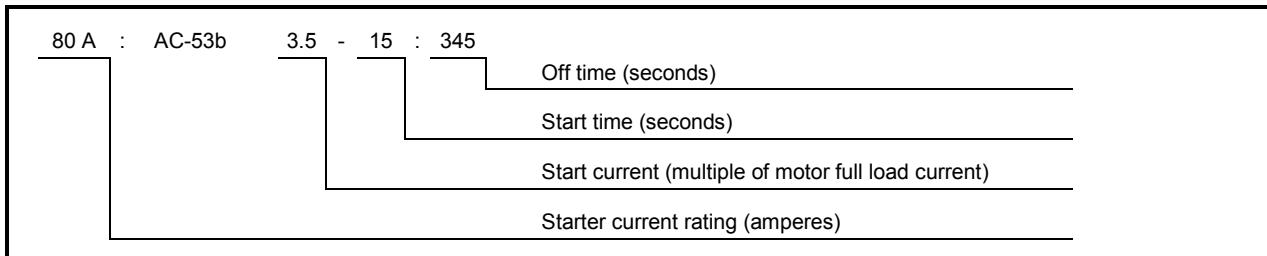 80 A : AC-53b 3.5 - 15 : 345
Off time (seconds)
Start time (seconds)
Start current (multiple of motor full load current)
Starter current rating (amperes)